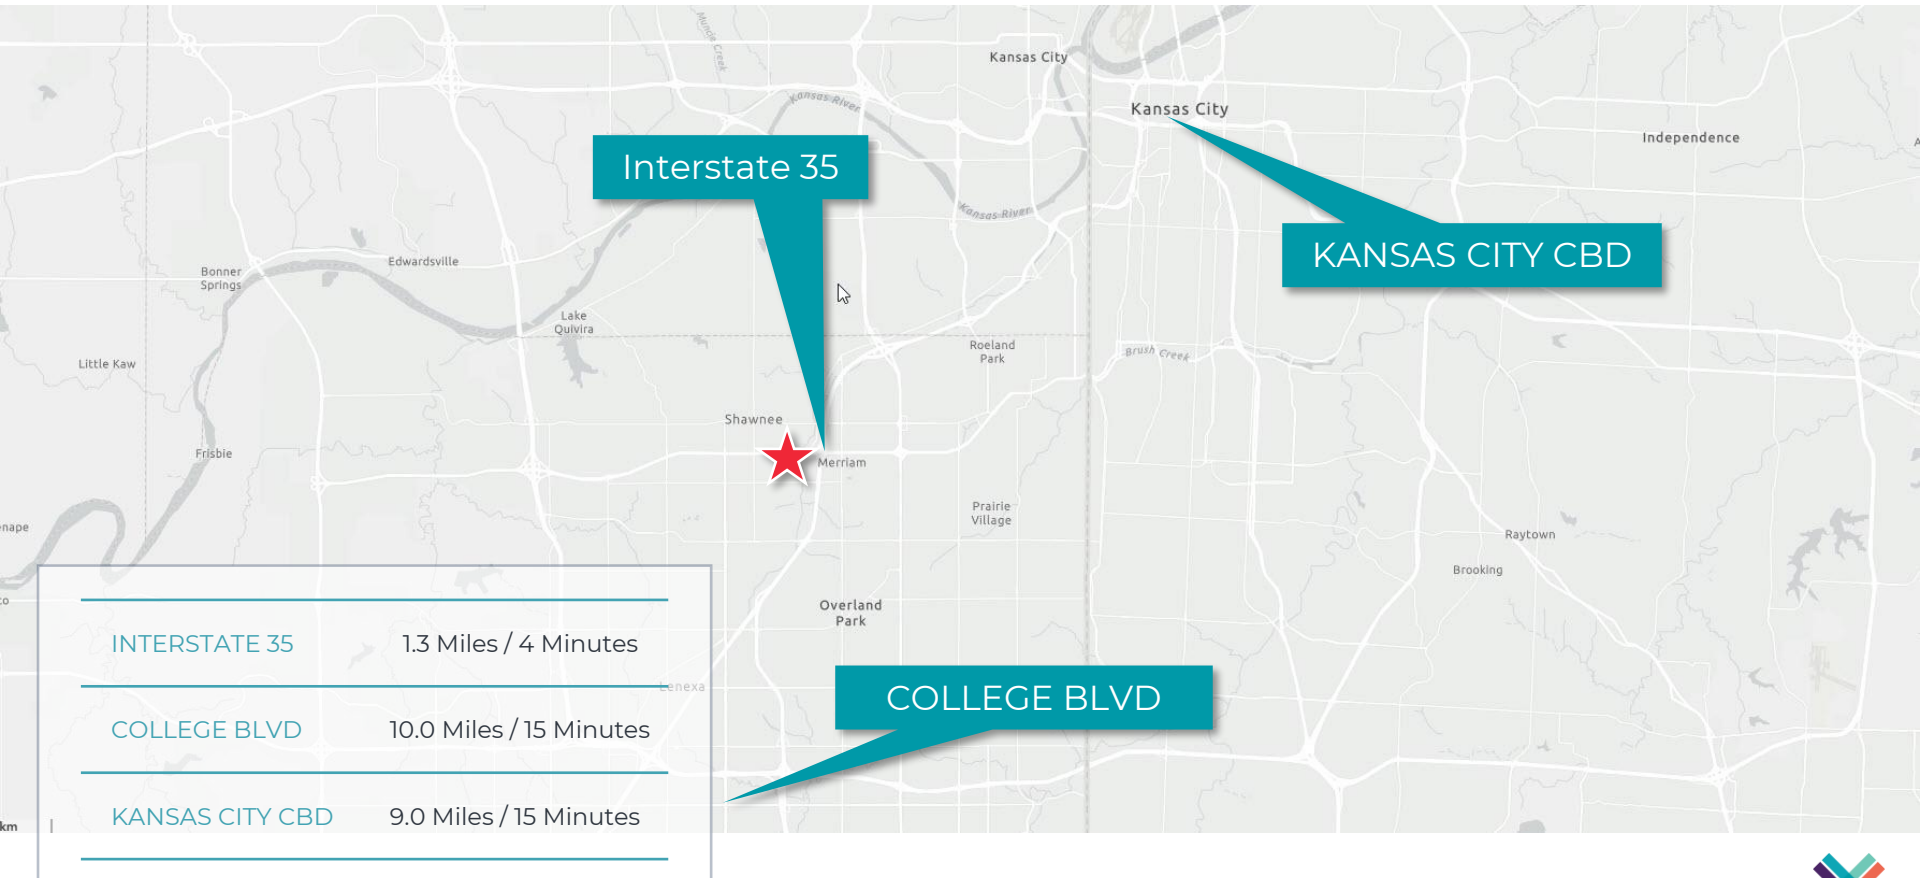 Muncie Creek
Kansas City
Kansas River
Kansas City
Independence
Interstate 35
Kansas River
KANSAS CITY CBD
Edwardsville
Bonner
Springs
Lake
Quivira
Roeland
Park
Brush Creek
Little Kaw
Shawnee
Merriam
Frisbie
Prairie
Village
Raytown
Brooking
Overland
Park
INTERSTATE 35 1.3 Miles / 4 Minutes
Lenexa
COLLEGE BLVD
COLLEGE BLVD 10.0 Miles / 15 Minutes
KANSAS CITY CBD 9.0 Miles / 15 Minutes
km